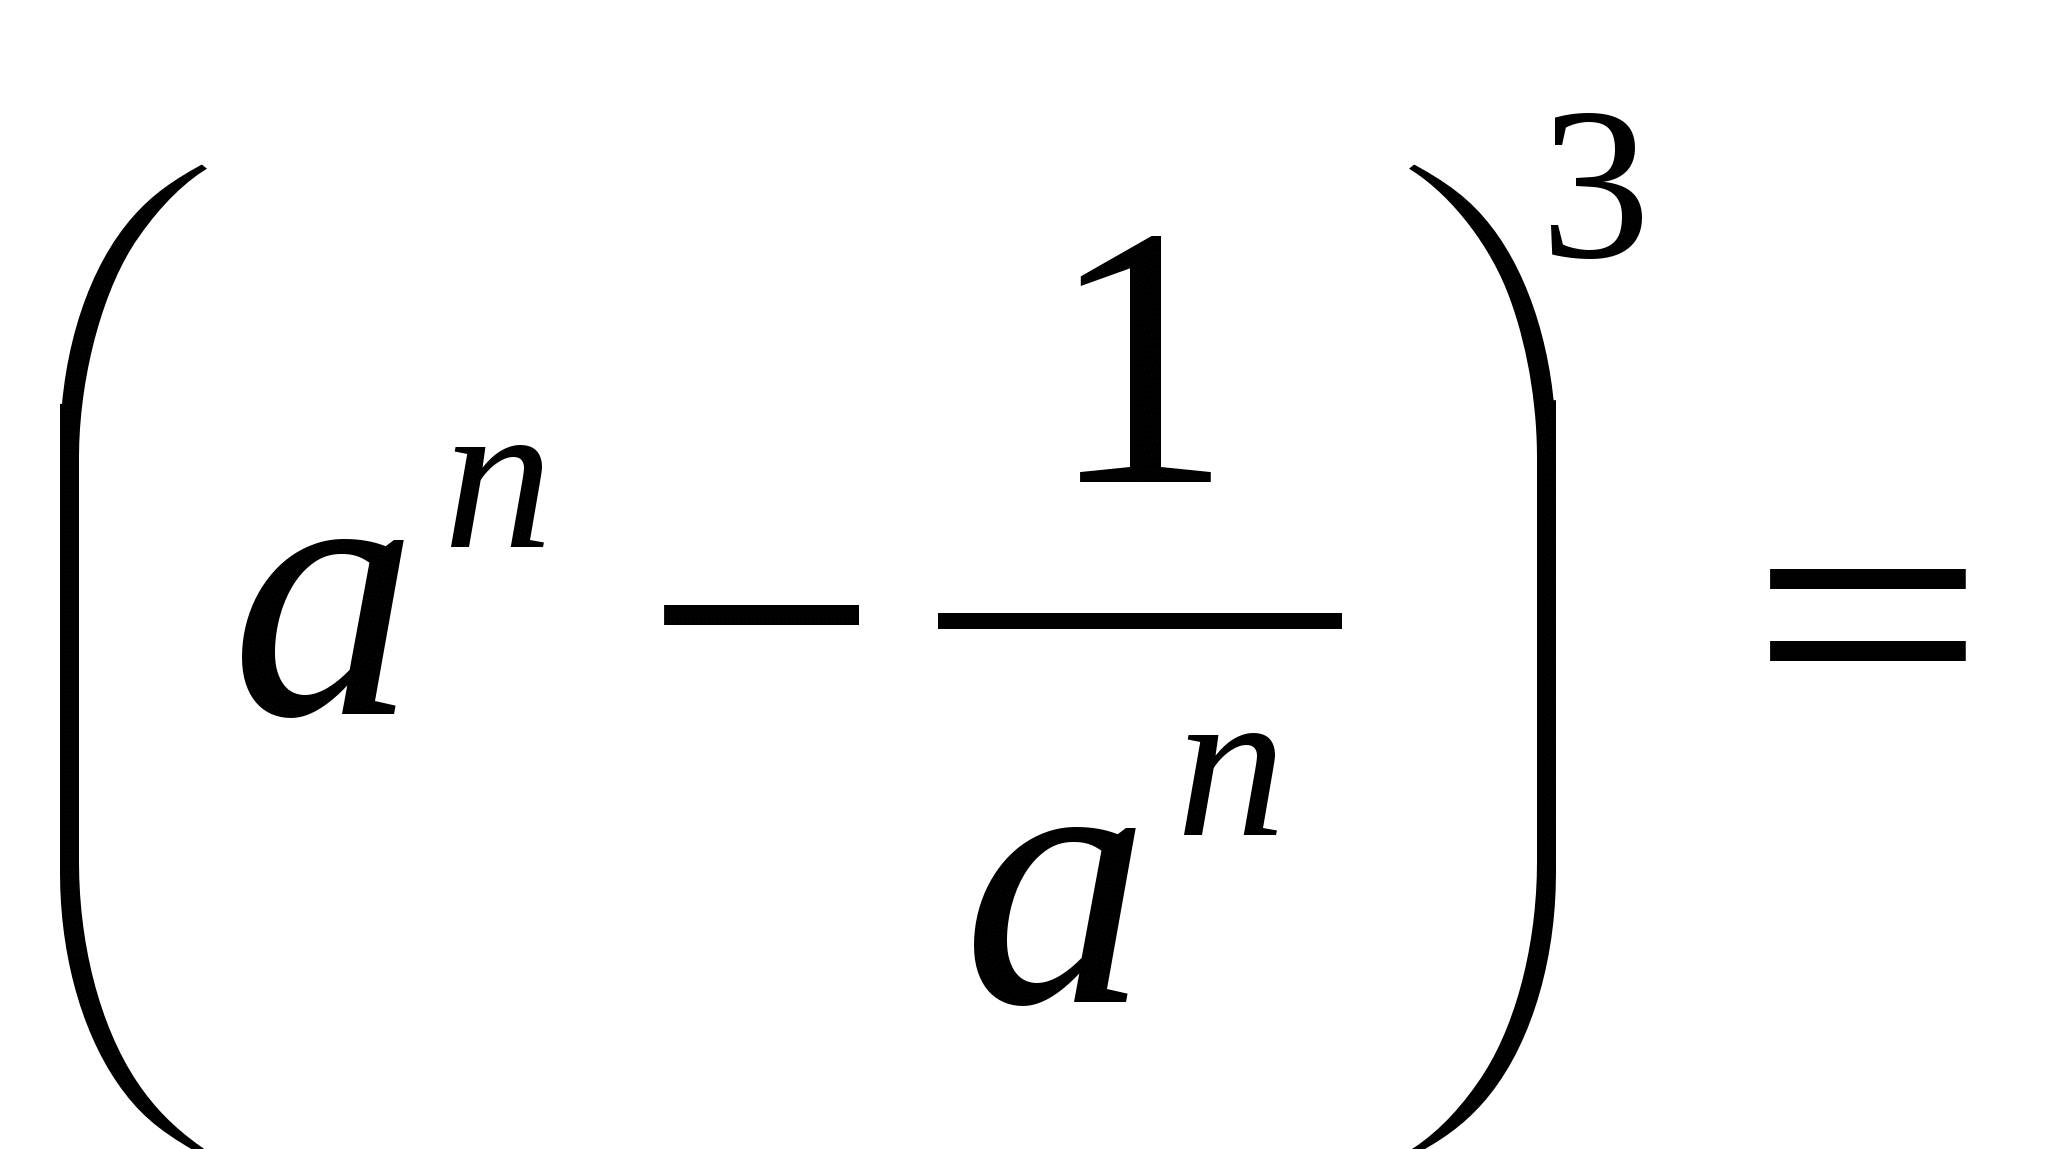 (aⁿ − 1/aⁿ)³ =